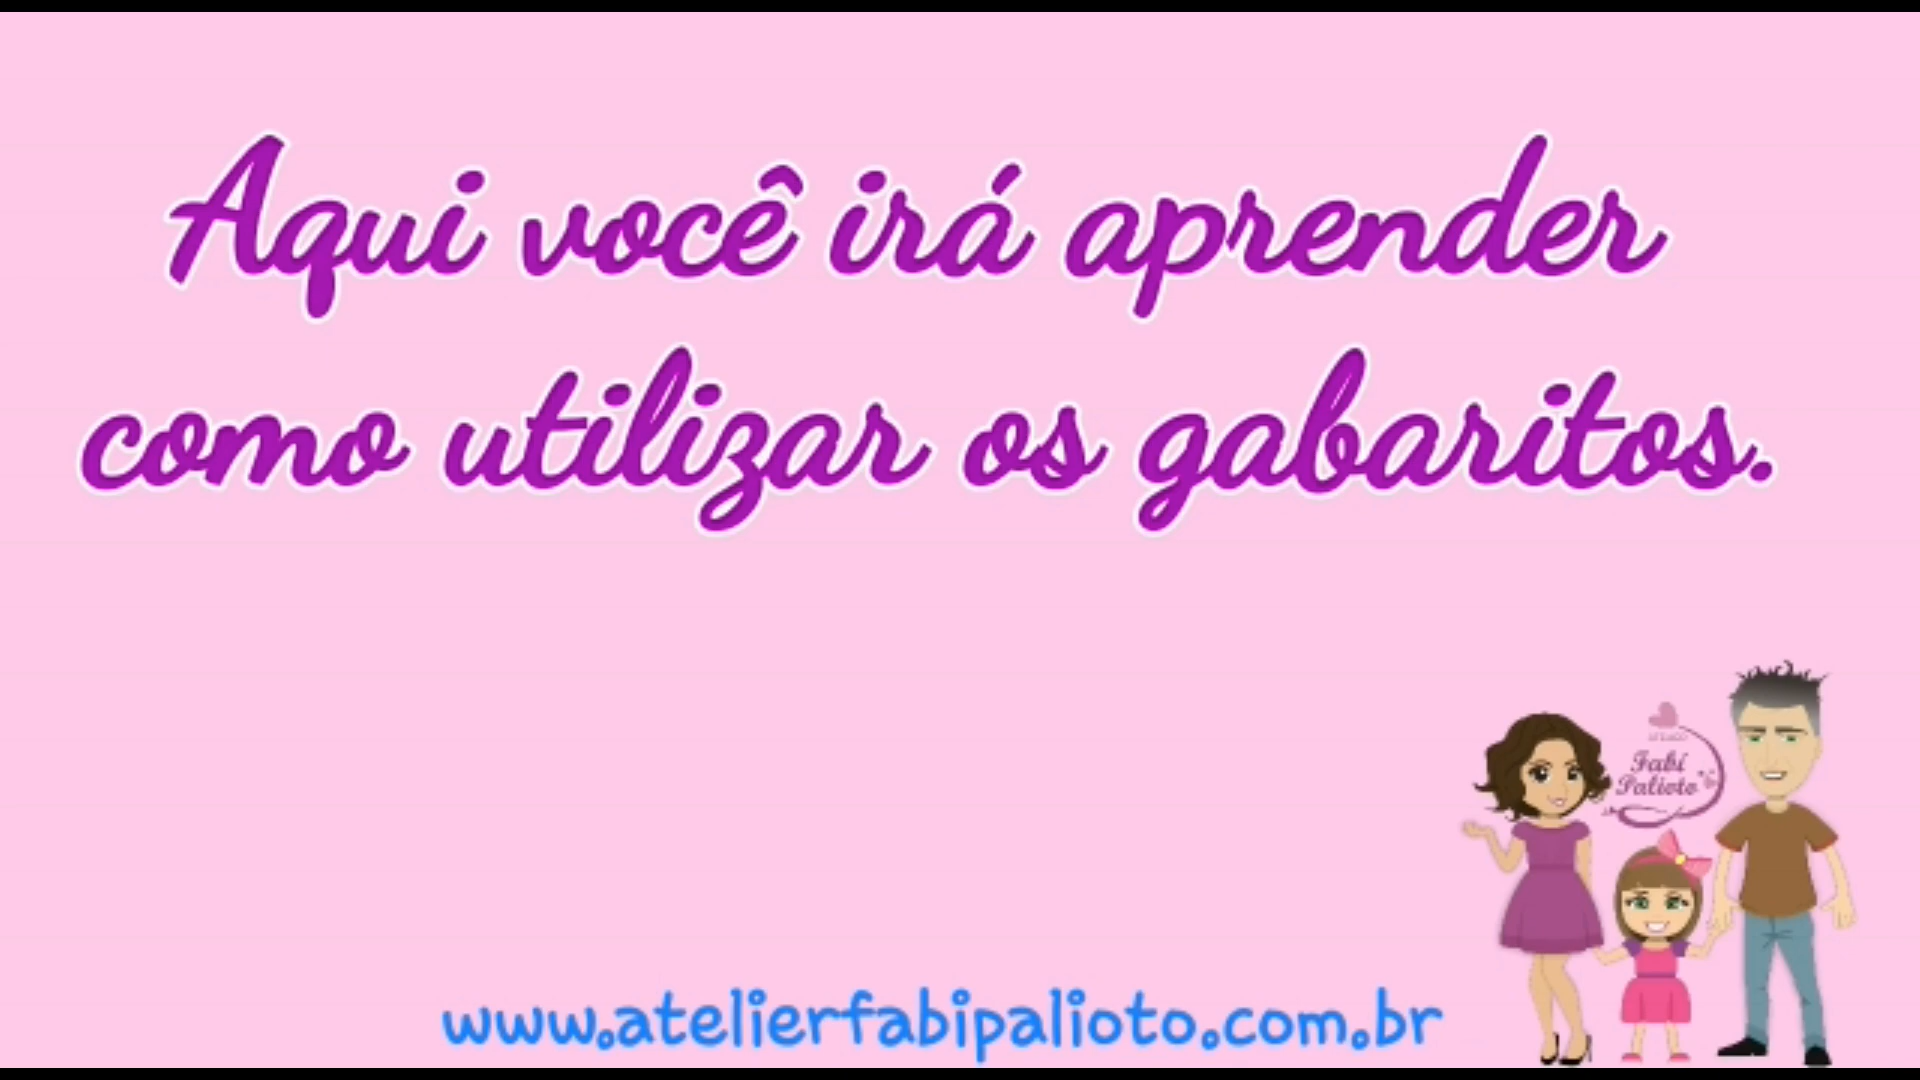 Aqui você irá aprender
como utilizar os gabaritos.
Fabi
Palioto
www.atelierfabipalioto.com.br